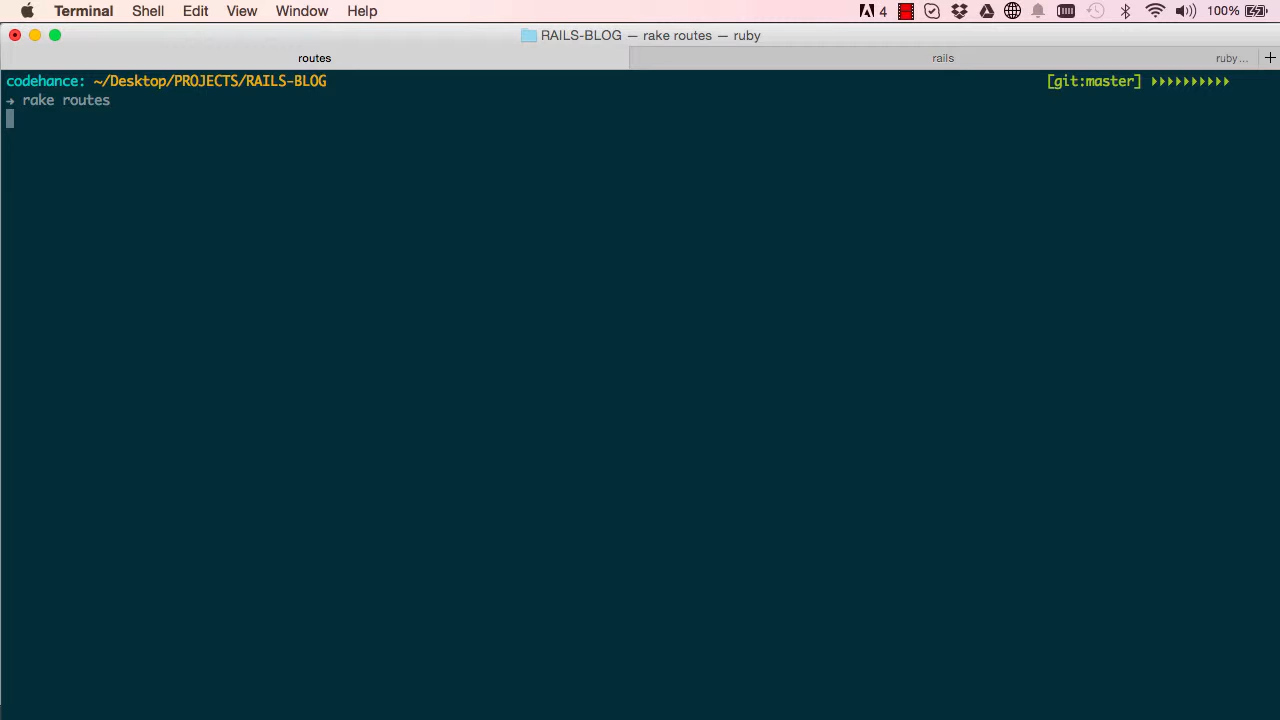 Terminal Shell Edit View Window Help 4 100%
RAILS-BLOG — rake routes — ruby
routes rails ruby... +
codehance: ~/Desktop/PROJECTS/RAILS-BLOG [git:master]
→ rake routes